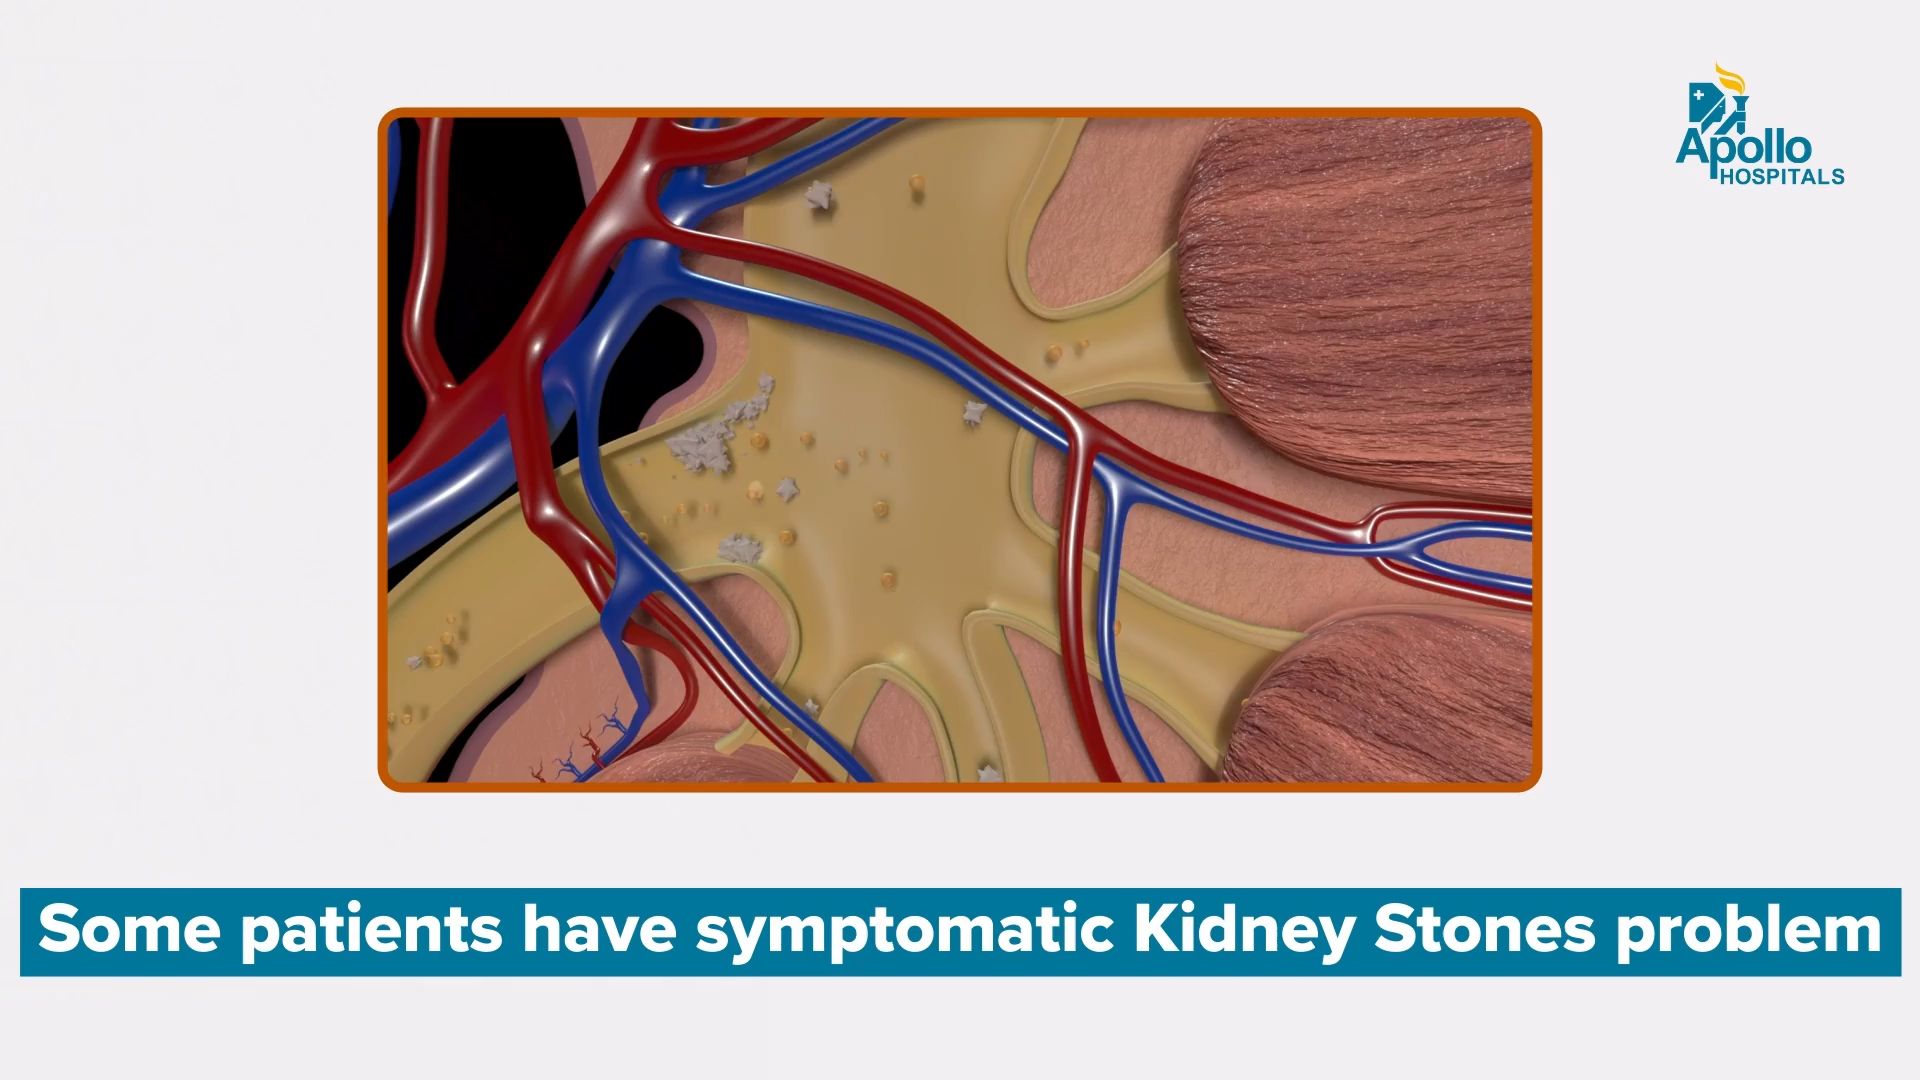 Apollo
HOSPITALS
Some patients have symptomatic Kidney Stones problem